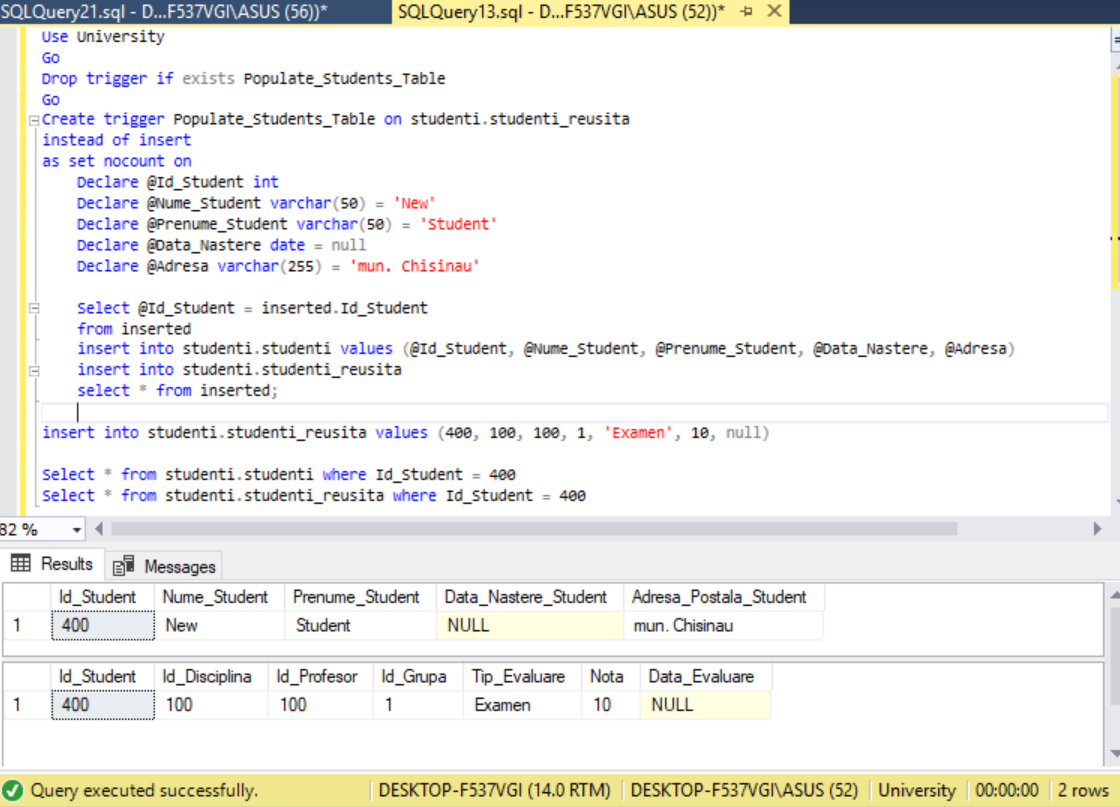 SQLQuery21.sql - D...F537VGI\ASUS (56))* SQLQuery13.sql - D...F537VGI\ASUS (52))*
Use University
Go
Drop trigger if exists Populate_Students_Table
Go
Create trigger Populate_Students_Table on studenti.studenti_reusita
instead of insert
as set nocount on
Declare @Id_Student int
Declare @Nume_Student varchar(50) = 'New'
Declare @Prenume_Student varchar(50) = 'Student'
Declare @Data_Nastere date = null
Declare @Adresa varchar(255) = 'mun. Chisinau'
Select @Id_Student = inserted.Id_Student
from inserted
insert into studenti.studenti values (@Id_Student, @Nume_Student, @Prenume_Student, @Data_Nastere, @Adresa)
insert into studenti.studenti_reusita
select * from inserted;
insert into studenti.studenti_reusita values (400, 100, 100, 1, 'Examen', 10, null)
Select * from studenti.studenti where Id_Student = 400
Select * from studenti.studenti_reusita where Id_Student = 400
82 %
Results Messages
Id_Student Nume_Student Prenume_Student Data_Nastere_Student Adresa_Postala_Student
1 400 New Student NULL mun. Chisinau
Id_Student Id_Disciplina Id_Profesor Id_Grupa Tip_Evaluare Nota Data_Evaluare
1 400 100 100 1 Examen 10 NULL
Query executed successfully. DESKTOP-F537VGI (14.0 RTM) DESKTOP-F537VGI\ASUS (52) University 00:00:00 2 rows